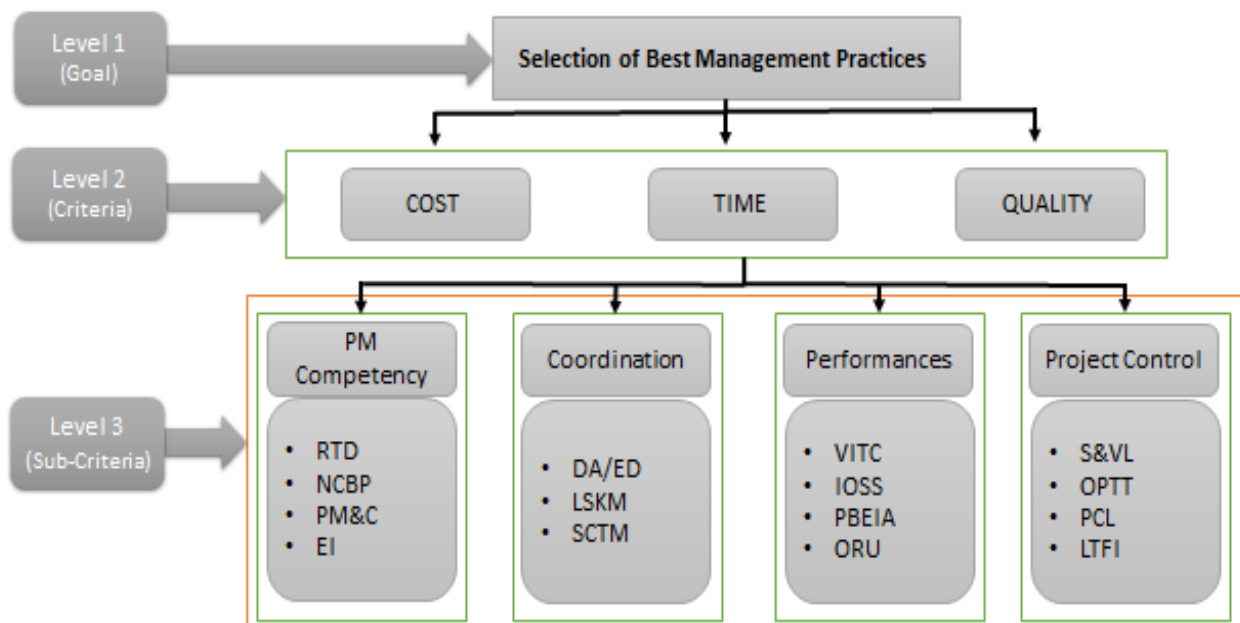 Level 1
(Goal)
Selection of Best Management Practices
Level 2
(Criteria)
COST
TIME
QUALITY
Level 3
(Sub-Criteria)
PM
Competency
• RTD
• NCBP
• PM&C
• EI
Coordination
• DA/ED
• LSKM
• SCTM
Performances
• VITC
• IOSS
• PBEIA
• ORU
Project Control
• S&VL
• OPTT
• PCL
• LTFI